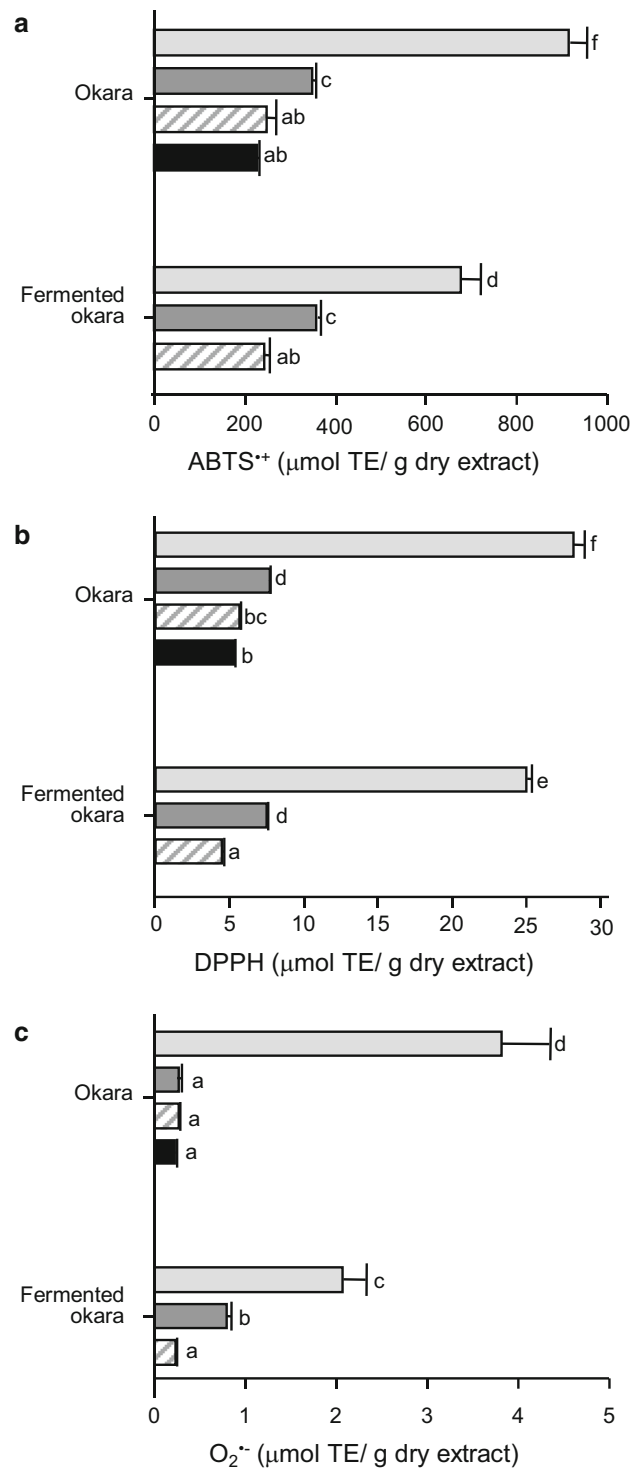 a
f
Okara
c
ab
ab
d
Fermented
okara
c
ab
0 200 400 600 800 1000
ABTS•+ (μmol TE/ g dry extract)
b
f
Okara
d
bc
b
e
Fermented
okara
d
a
0 5 10 15 20 25 30
DPPH (μmol TE/ g dry extract)
c
d
Okara
a
a
a
c
Fermented
okara
b
a
0 1 2 3 4 5
O₂•- (μmol TE/ g dry extract)